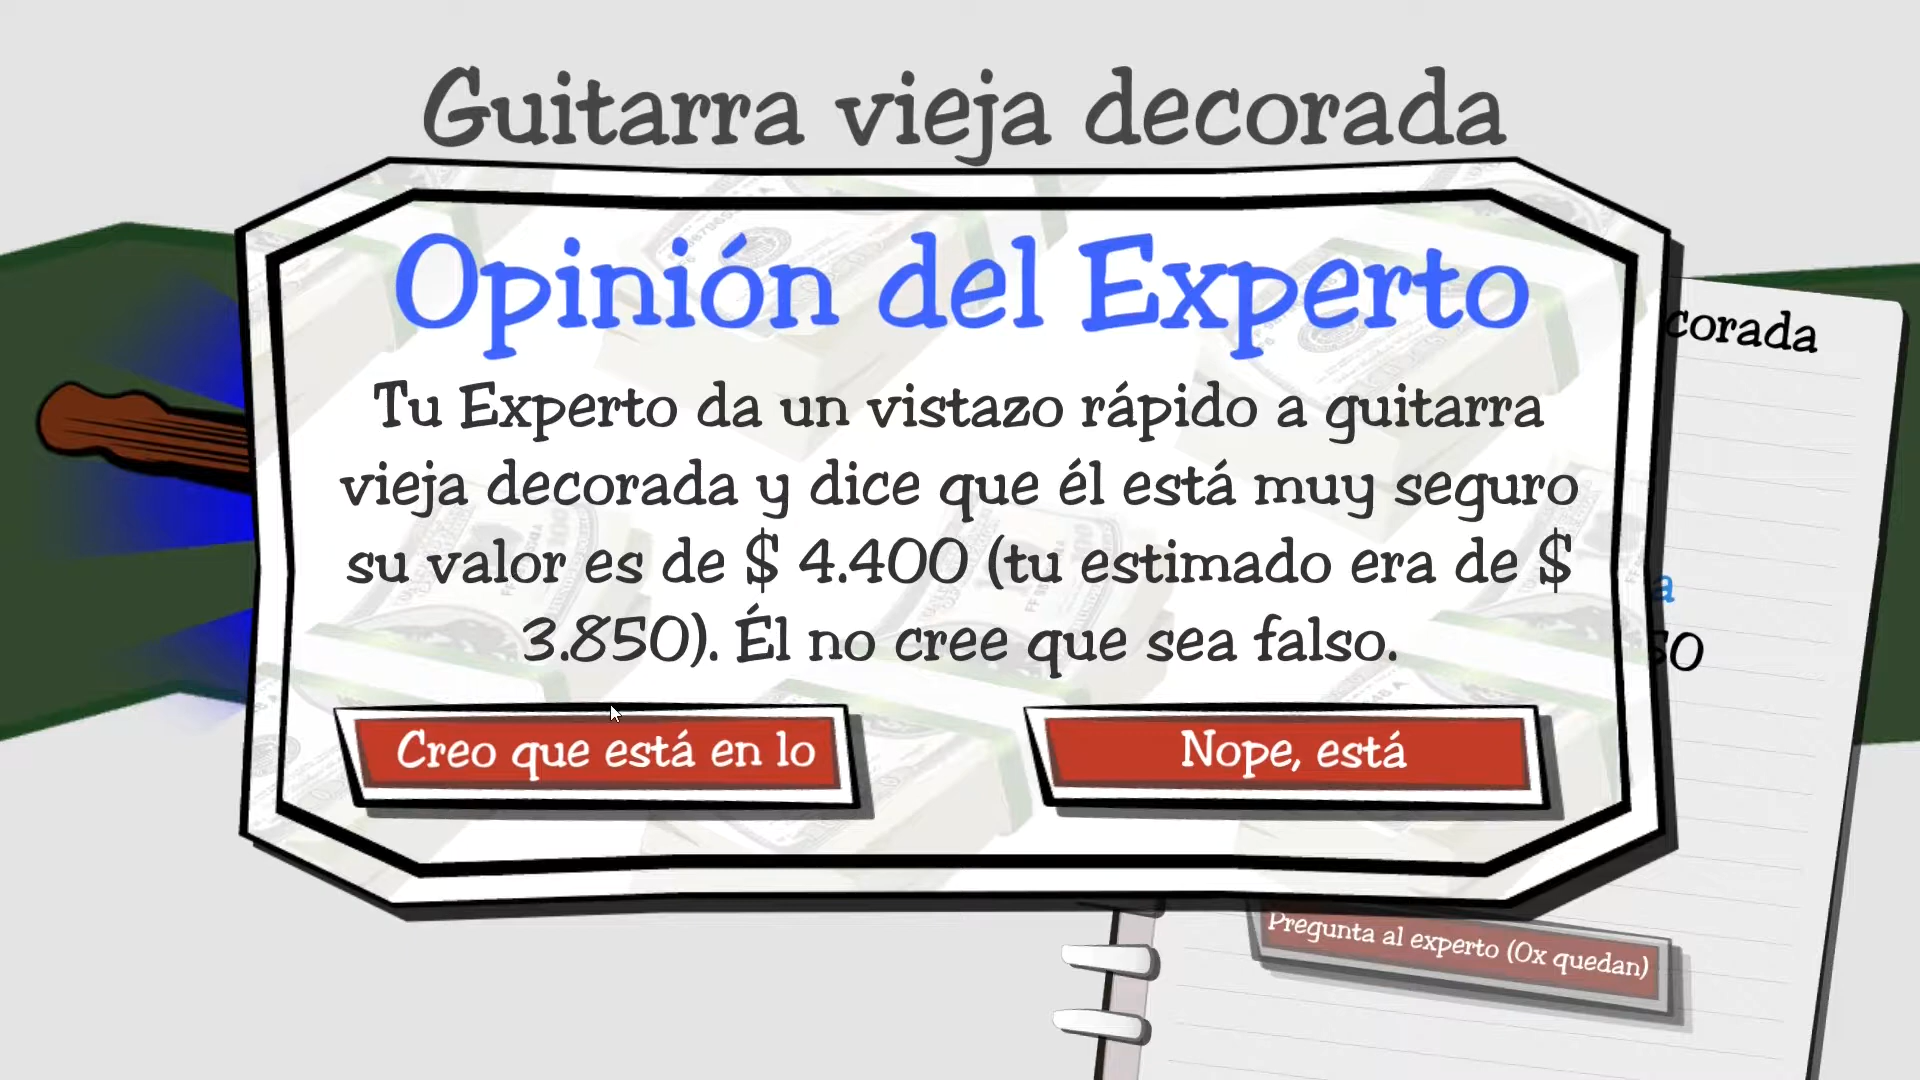 Guitarra vieja decorada
Opinión del Experto
Tu Experto da un vistazo rápido a guitarra
vieja decorada y dice que él está muy seguro
su valor es de $ 4.400 (tu estimado era de $
3.850). Él no cree que sea falso.
Creo que está en lo
Nope, está
corada
a
50
Pregunta al experto (0x quedan)